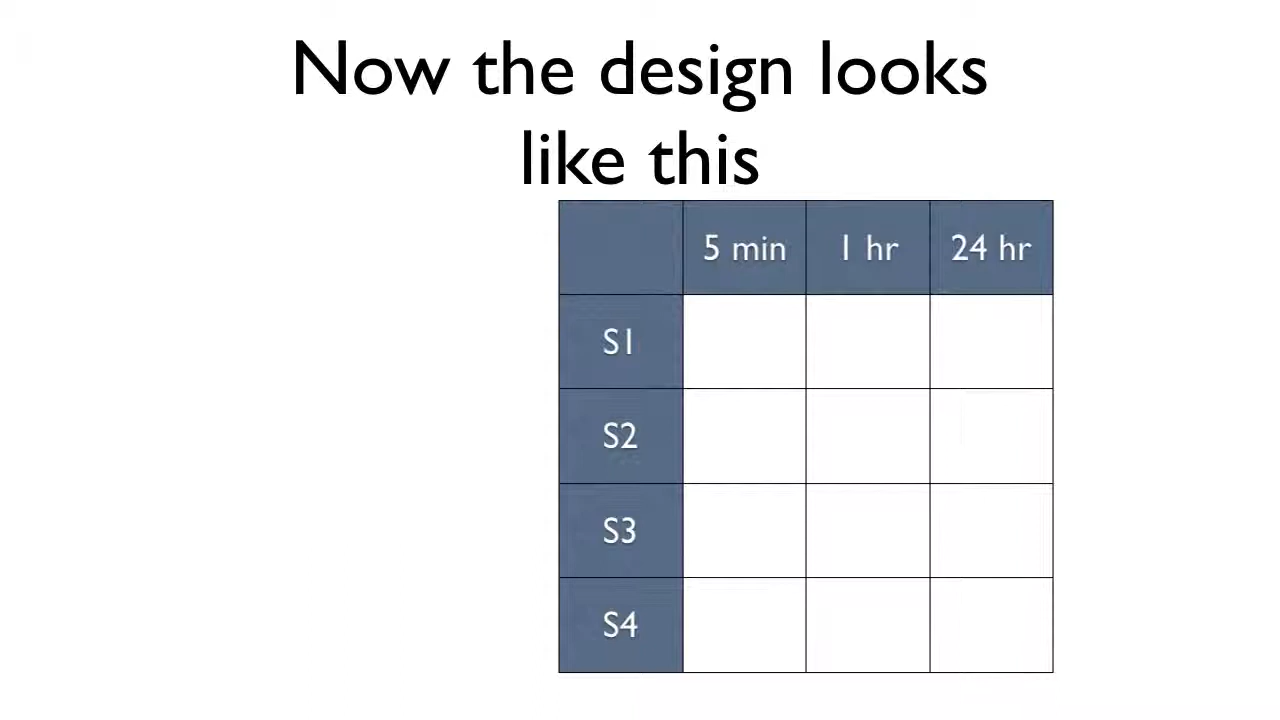 Now the design looks
like this
5 min 1 hr 24 hr
S1
S2
S3
S4